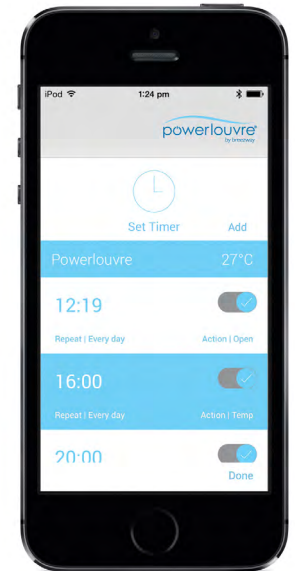 iPod 1:24 pm
powerlouvre®
by breezway
Set Timer Add
Powerlouvre 27°C
12:19
Repeat | Every day Action | Open
16:00
Repeat | Every day Action | Temp
20:00
Done